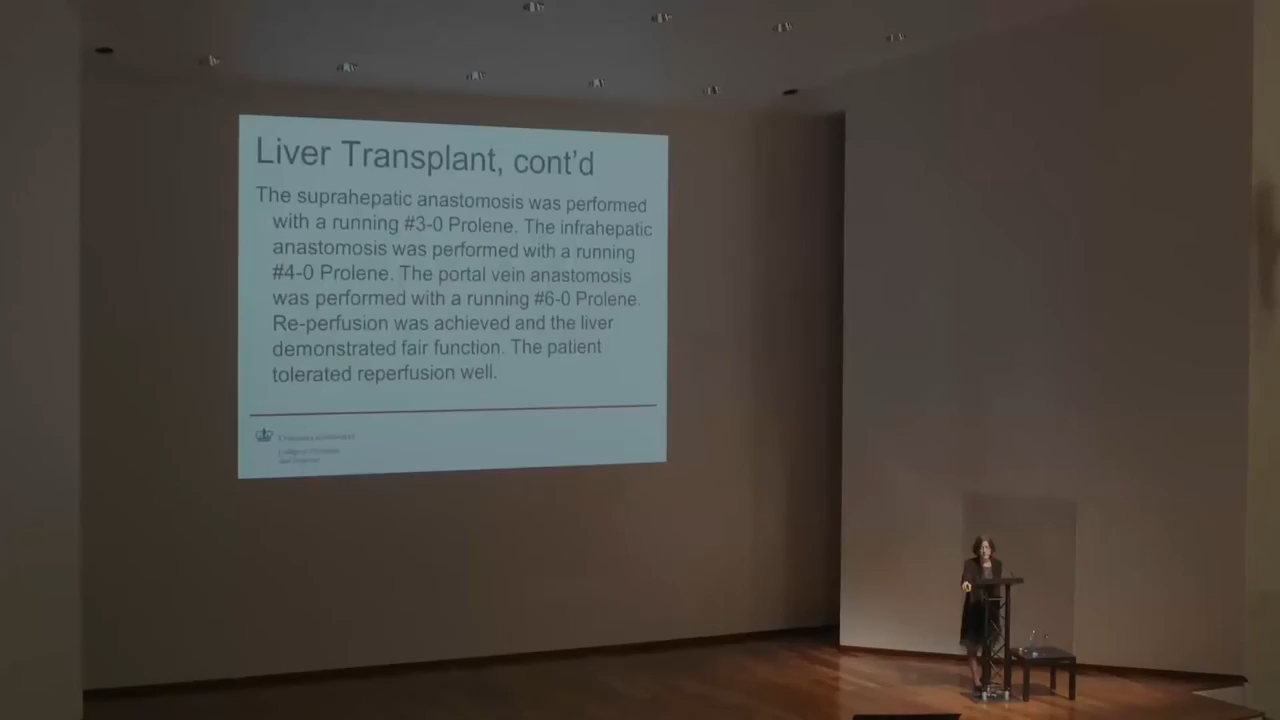 Liver Transplant, cont'd
The suprahepatic anastomosis was performed
with a running #3-0 Prolene. The infrahepatic
anastomosis was performed with a running
#4-0 Prolene. The portal vein anastomosis
was performed with a running #6-0 Prolene.
Re-perfusion was achieved and the liver
demonstrated fair function. The patient
tolerated reperfusion well.